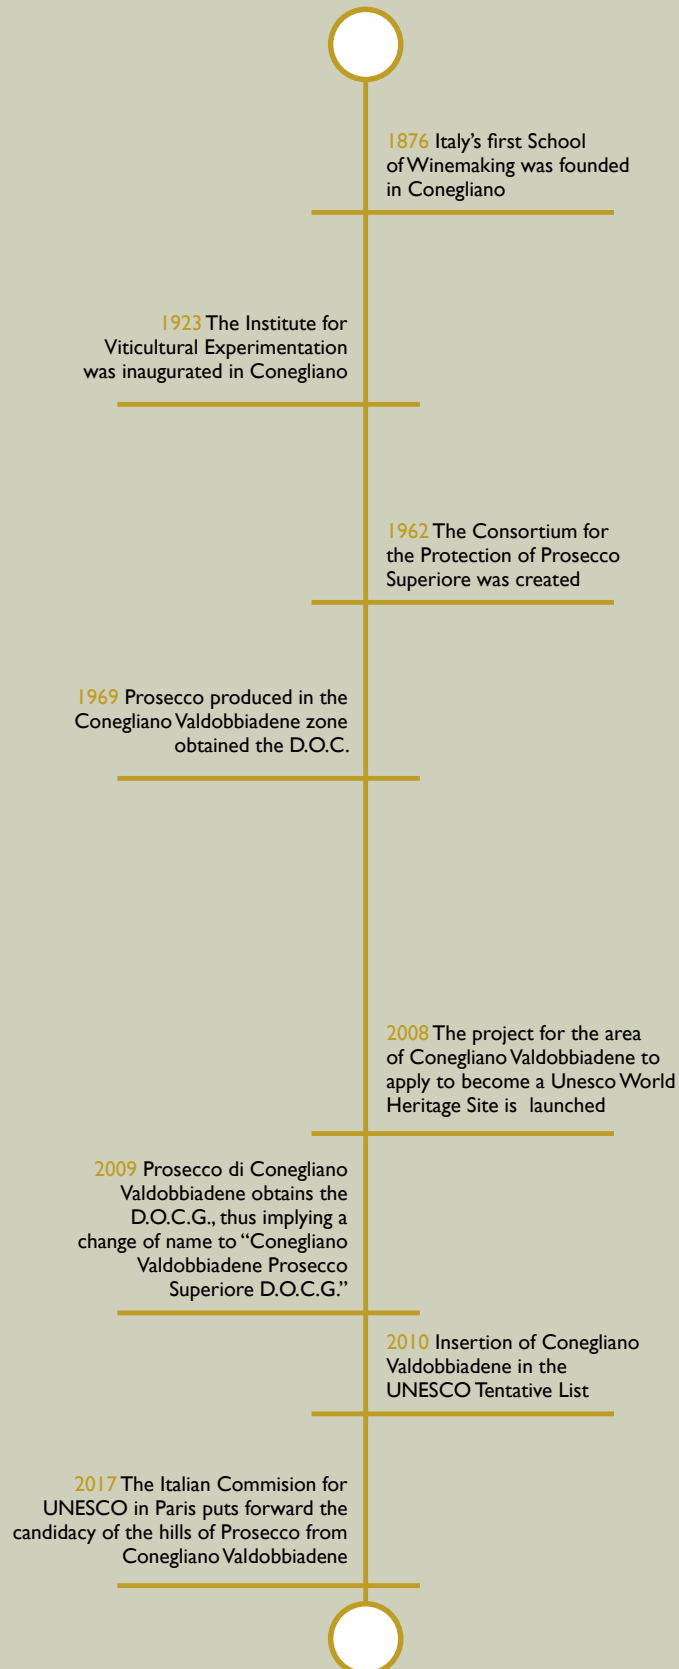 1876 Italy's first School
of Winemaking was founded
in Conegliano
1923 The Institute for
Viticultural Experimentation
was inaugurated in Conegliano
1962 The Consortium for
the Protection of Prosecco
Superiore was created
1969 Prosecco produced in the
Conegliano Valdobbiadene zone
obtained the D.O.C.
2008 The project for the area
of Conegliano Valdobbiadene to
apply to become a Unesco World
Heritage Site is launched
2009 Prosecco di Conegliano
Valdobbiadene obtains the
D.O.C.G., thus implying a
change of name to “Conegliano
Valdobbiadene Prosecco
Superiore D.O.C.G.”
2010 Insertion of Conegliano
Valdobbiadene in the
UNESCO Tentative List
2017 The Italian Commision for
UNESCO in Paris puts forward the
candidacy of the hills of Prosecco from
Conegliano Valdobbiadene